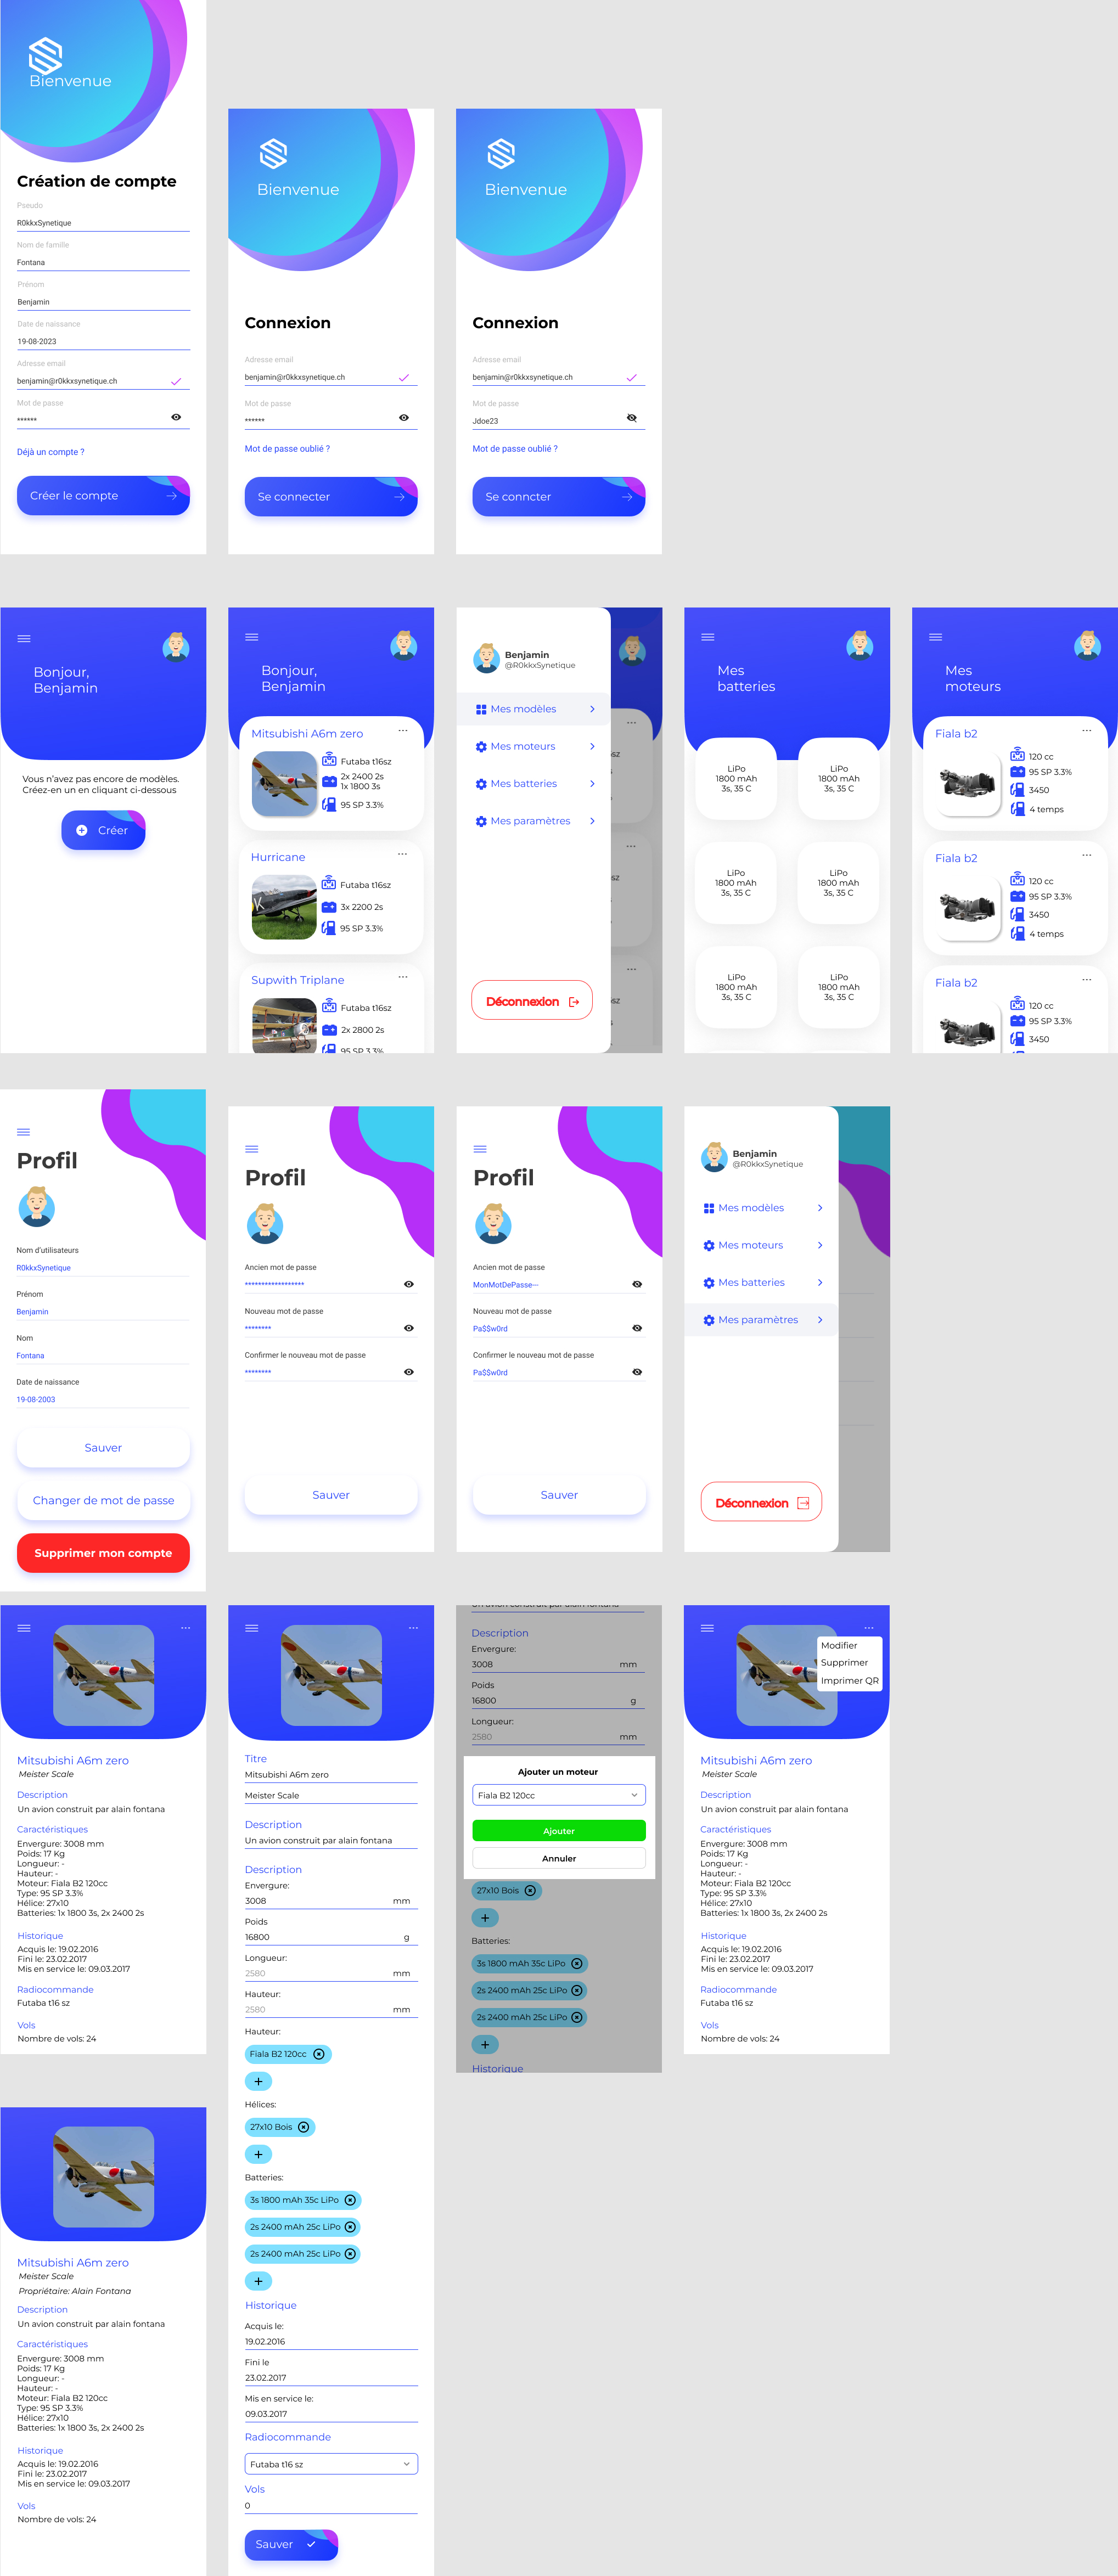 Bienvenue
Création de compte
Pseudo
R0kkxSynetique
Nom de famille
Fontana
Prénom
Benjamin
Date de naissance
19-08-2023
Adresse email
benjamin@r0kkxsynetique.ch
Mot de passe
******
Déjà un compte ?
Créer le compte
Bienvenue
Connexion
Adresse email
benjamin@r0kkxsynetique.ch
Mot de passe
******
Mot de passe oublié ?
Se connecter
Bienvenue
Connexion
Adresse email
benjamin@r0kkxsynetique.ch
Mot de passe
Jdoe23
Mot de passe oublié ?
Se conncter
Bonjour,
Benjamin
Vous n’avez pas encore de modèles.
Créez-un en cliquant ci-dessous
Créer
Bonjour,
Benjamin
Mitsubishi A6m zero
Futaba t16sz
2x 2400 2s
1x 1800 3s
95 SP 3.3%
Hurricane
Futaba t16sz
3x 2200 2s
95 SP 3.3%
Supwith Triplane
Futaba t16sz
2x 2800 2s
95 SP 3.3%
Benjamin
@R0kkxSynetique
Mes modèles
Mes moteurs
Mes batteries
Mes paramètres
Déconnexion
Mes
batteries
LiPo
1800 mAh
3s, 35 C
LiPo
1800 mAh
3s, 35 C
LiPo
1800 mAh
3s, 35 C
LiPo
1800 mAh
3s, 35 C
LiPo
1800 mAh
3s, 35 C
LiPo
1800 mAh
3s, 35 C
Mes
moteurs
Fiala b2
120 cc
95 SP 3.3%
3450
4 temps
Fiala b2
120 cc
95 SP 3.3%
3450
4 temps
Fiala b2
120 cc
95 SP 3.3%
3450
Profil
Nom d’utilisateurs
R0kkxSynetique
Prénom
Benjamin
Nom
Fontana
Date de naissance
19-08-2003
Sauver
Changer de mot de passe
Supprimer mon compte
Profil
Ancien mot de passe
******************
Nouveau mot de passe
********
Confirmer le nouveau mot de passe
********
Sauver
Profil
Ancien mot de passe
MonMotDePasse---
Nouveau mot de passe
Pa$$w0rd
Confirmer le nouveau mot de passe
Pa$$w0rd
Sauver
Benjamin
@R0kkxSynetique
Mes modèles
Mes moteurs
Mes batteries
Mes paramètres
Déconnexion
Mitsubishi A6m zero
Meister Scale
Description
Un avion construit par alain fontana
Caractéristiques
Envergure: 3008 mm
Poids: 17 Kg
Longueur: -
Hauteur: -
Moteur: Fiala B2 120cc
Type: 95 SP 3.3%
Hélice: 27x10
Batteries: 1x 1800 3s, 2x 2400 2s
Historique
Acquis le: 19.02.2016
Fini le: 23.02.2017
Mis en service le: 09.03.2017
Radiocommande
Futaba t16 sz
Vols
Nombre de vols: 24
Titre
Mitsubishi A6m zero
Meister Scale
Description
Un avion construit par alain fontana
Description
Envergure:
3008 mm
Poids
16800 g
Longueur:
2580 mm
Hauteur:
2580 mm
Hauteur:
Fiala B2 120cc
+
Hélices:
27x10 Bois
+
Batteries:
3s 1800 mAh 35c LiPo
2s 2400 mAh 25c LiPo
2s 2400 mAh 25c LiPo
+
Historique
Acquis le:
19.02.2016
Fini le
23.02.2017
Mis en service le:
09.03.2017
Radiocommande
Futaba t16 sz
Vols
0
Sauver
Un avion construit par alain fontana
Description
Envergure:
3008 mm
Poids
16800 g
Longueur:
2580 mm
Ajouter un moteur
Fiala B2 120cc
Ajouter
Annuler
27x10 Bois
+
Batteries:
3s 1800 mAh 35c LiPo
2s 2400 mAh 25c LiPo
2s 2400 mAh 25c LiPo
+
Historique
Modifier
Supprimer
Imprimer QR
Mitsubishi A6m zero
Meister Scale
Description
Un avion construit par alain fontana
Caractéristiques
Envergure: 3008 mm
Poids: 17 Kg
Longueur: -
Hauteur: -
Moteur: Fiala B2 120cc
Type: 95 SP 3.3%
Hélice: 27x10
Batteries: 1x 1800 3s, 2x 2400 2s
Historique
Acquis le: 19.02.2016
Fini le: 23.02.2017
Mis en service le: 09.03.2017
Radiocommande
Futaba t16 sz
Vols
Nombre de vols: 24
Mitsubishi A6m zero
Meister Scale
Propriétaire: Alain Fontana
Description
Un avion construit par alain fontana
Caractéristiques
Envergure: 3008 mm
Poids: 17 Kg
Longueur: -
Hauteur: -
Moteur: Fiala B2 120cc
Type: 95 SP 3.3%
Hélice: 27x10
Batteries: 1x 1800 3s, 2x 2400 2s
Historique
Acquis le: 19.02.2016
Fini le: 23.02.2017
Mis en service le: 09.03.2017
Vols
Nombre de vols: 24